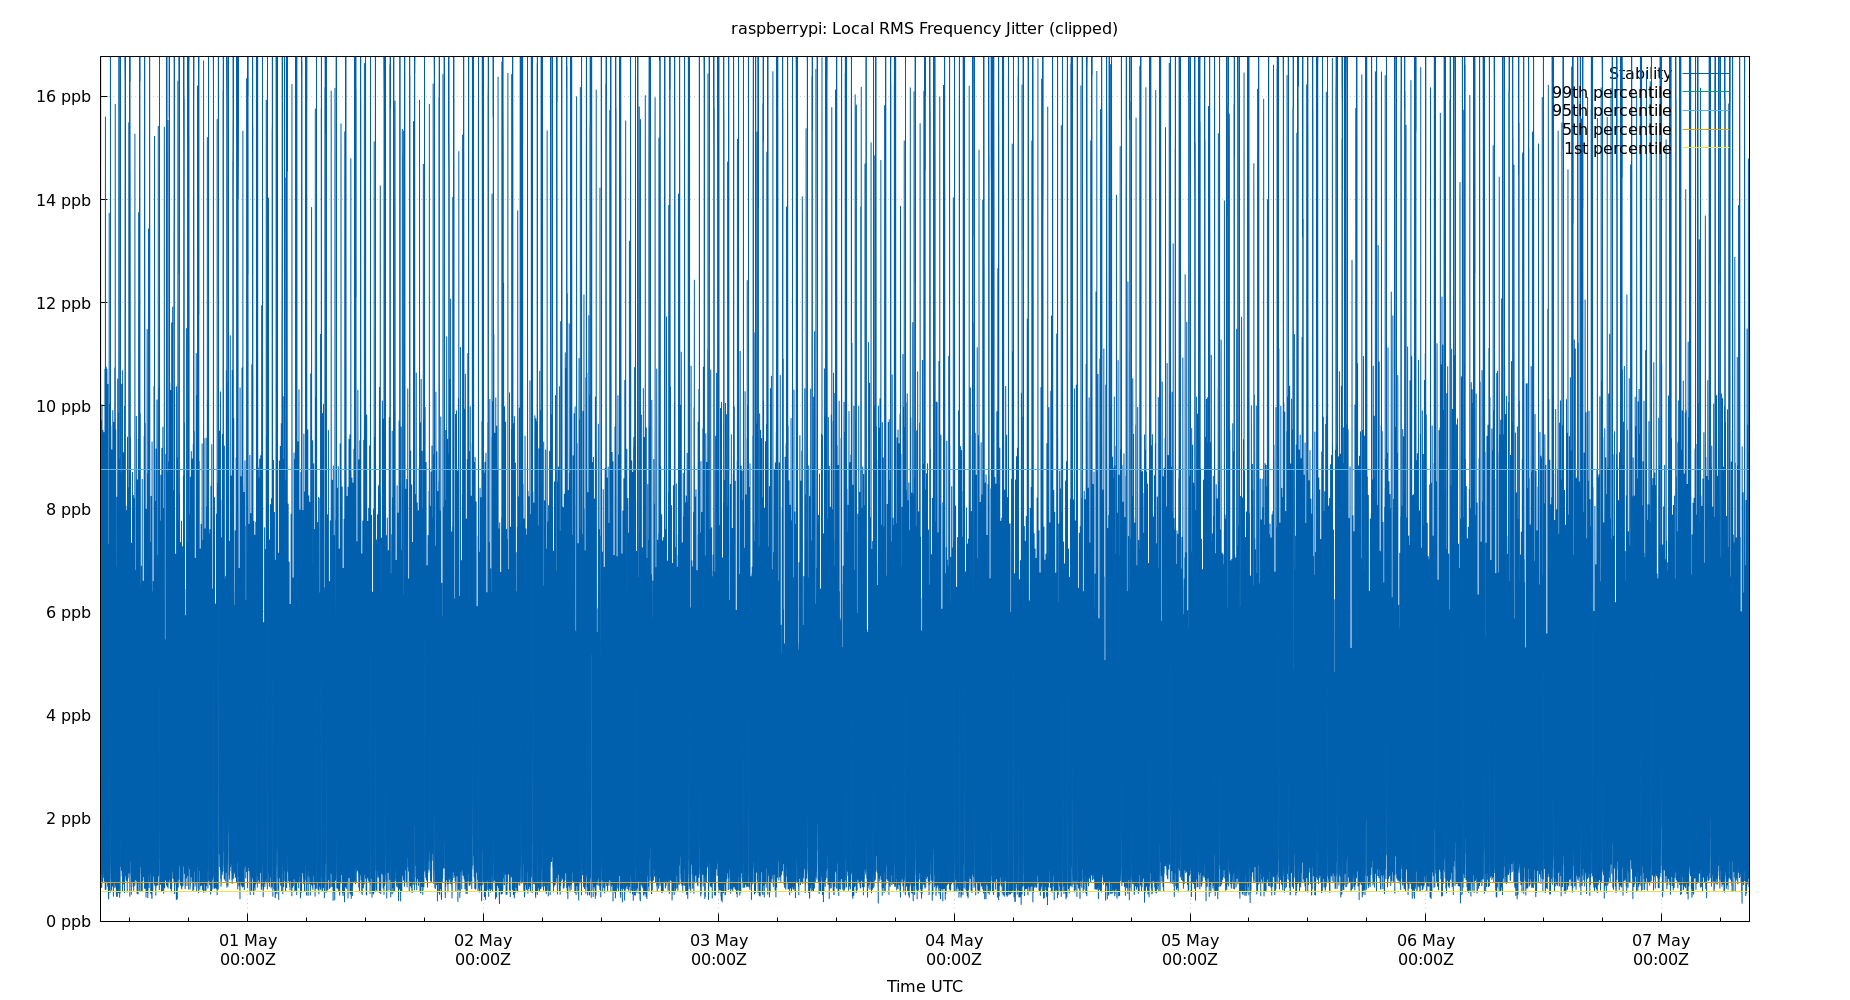 raspberrypi: Local RMS Frequency Jitter (clipped)
Stability
99th percentile
95th percentile
5th percentile
1st percentile
16 ppb
14 ppb
12 ppb
10 ppb
8 ppb
6 ppb
4 ppb
2 ppb
0 ppb
01 May 02 May 03 May 04 May 05 May 06 May 07 May
00:00Z 00:00Z 00:00Z 00:00Z 00:00Z 00:00Z 00:00Z
Time UTC